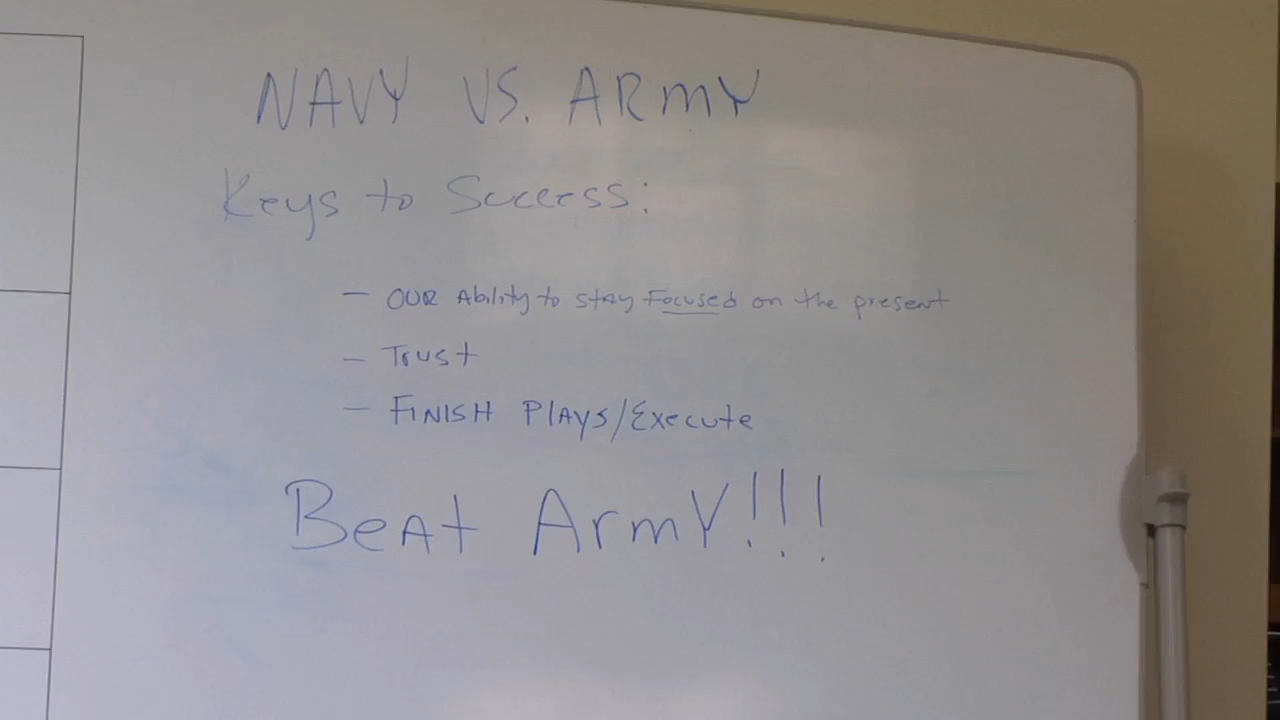 NAVY VS. ARMY
Keys to Success:
- OUR Ability to stay Focused on the present
- Trust
- FINISH Plays/Execute
Beat Army!!!